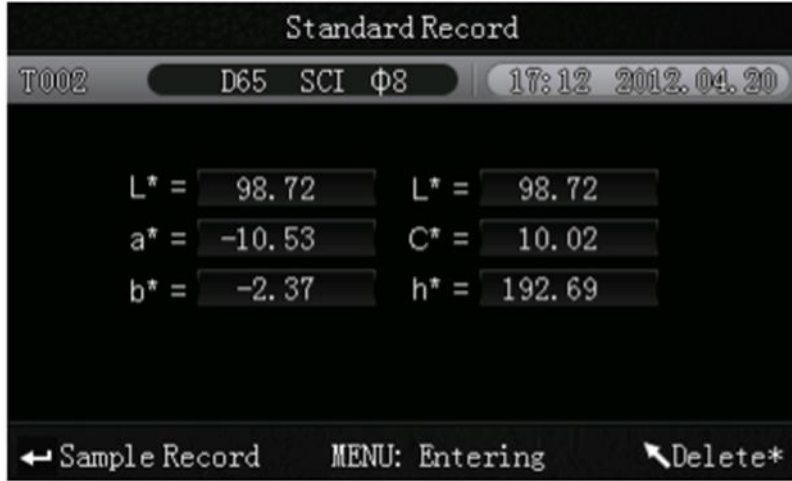 Standard Record
T002 D65 SCI Φ8 17:12 2012.04.20
L* = 98.72 L* = 98.72
a* = -10.53 C* = 10.02
b* = -2.37 h* = 192.69
Sample Record MENU: Entering Delete*